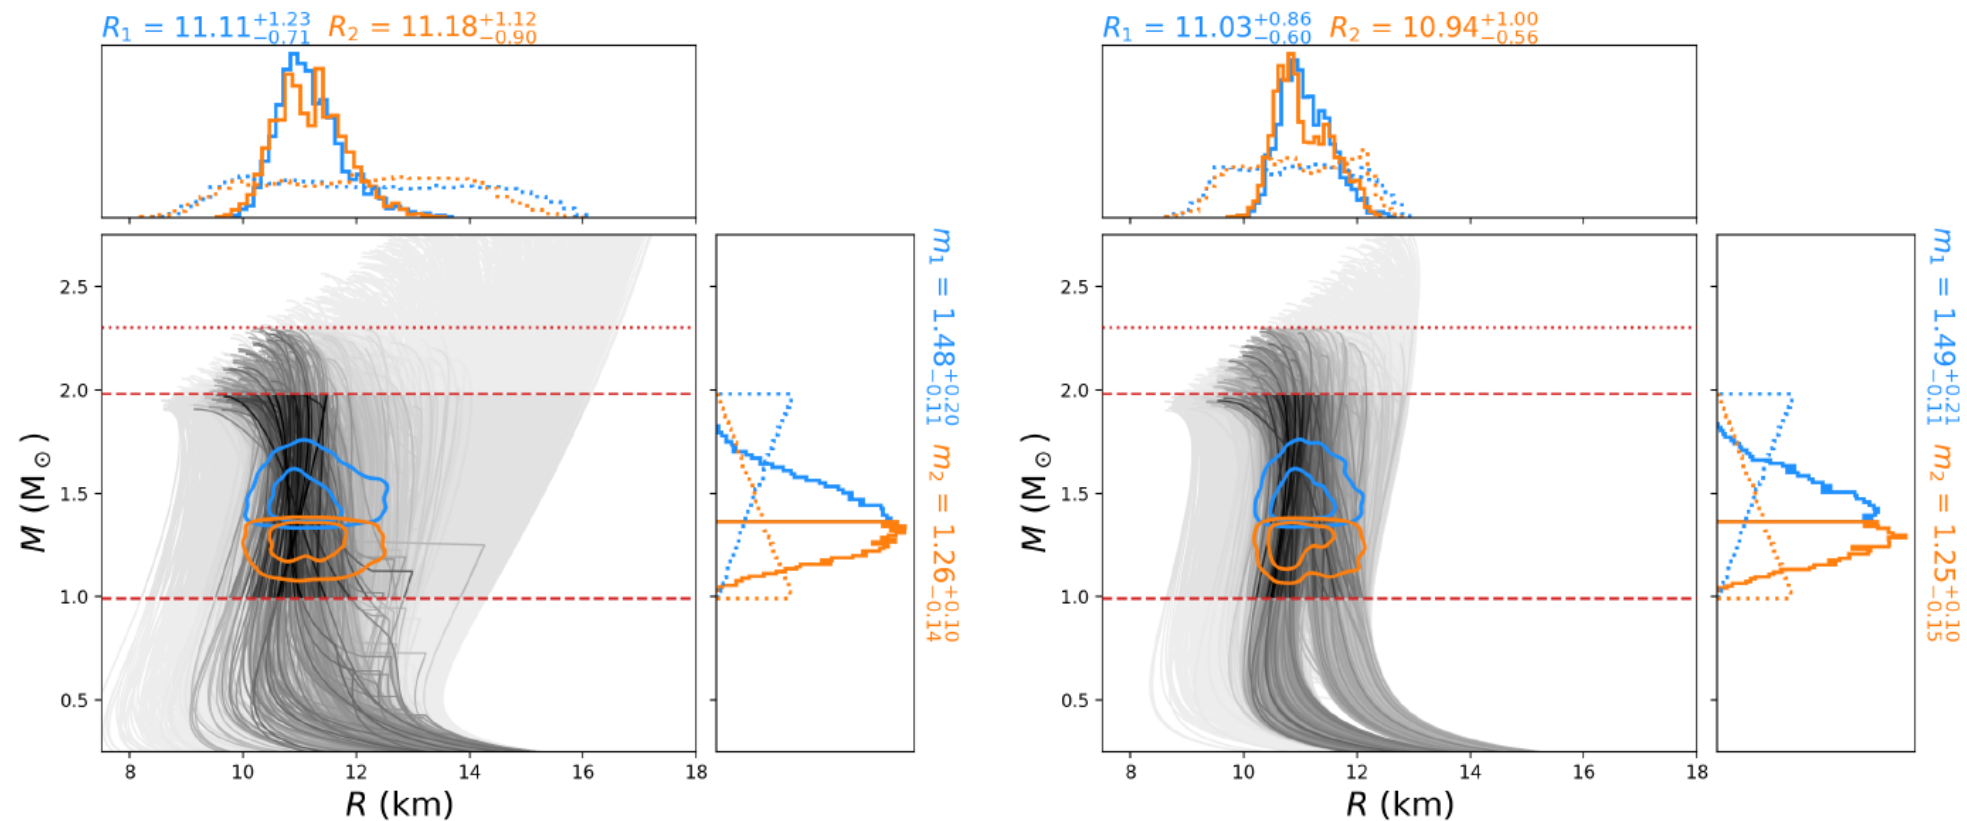 R₁ = 11.11⁺¹·²³₋₀.₇₁ R₂ = 11.18⁺¹·¹²₋₀.₉₀
2.5
2.0
1.5
1.0
0.5
M (M⊙)
8 10 12 14 16 18
R (km)
m₁ = 1.48⁺⁰·²⁰₋₀.₁₁ m₂ = 1.26⁺⁰·¹⁰₋₀.₁₄
R₁ = 11.03⁺⁰·⁸⁶₋₀.₆₀ R₂ = 10.94⁺¹·⁰⁰₋₀.₅₆
2.5
2.0
1.5
1.0
0.5
M (M⊙)
8 10 12 14 16 18
R (km)
m₁ = 1.49⁺⁰·²¹₋₀.₁₁ m₂ = 1.25⁺⁰·¹⁰₋₀.₁₅